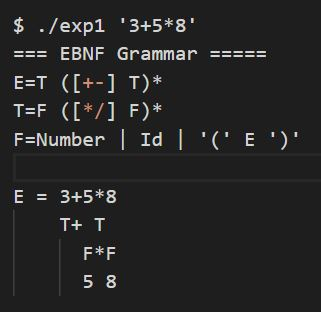 $ ./exp1 '3+5*8'
=== EBNF Grammar =====
E=T ([+-] T)*
T=F ([*/] F)*
F=Number | Id | '(' E ')'
E = 3+5*8
    T+ T
      F*F
      5 8